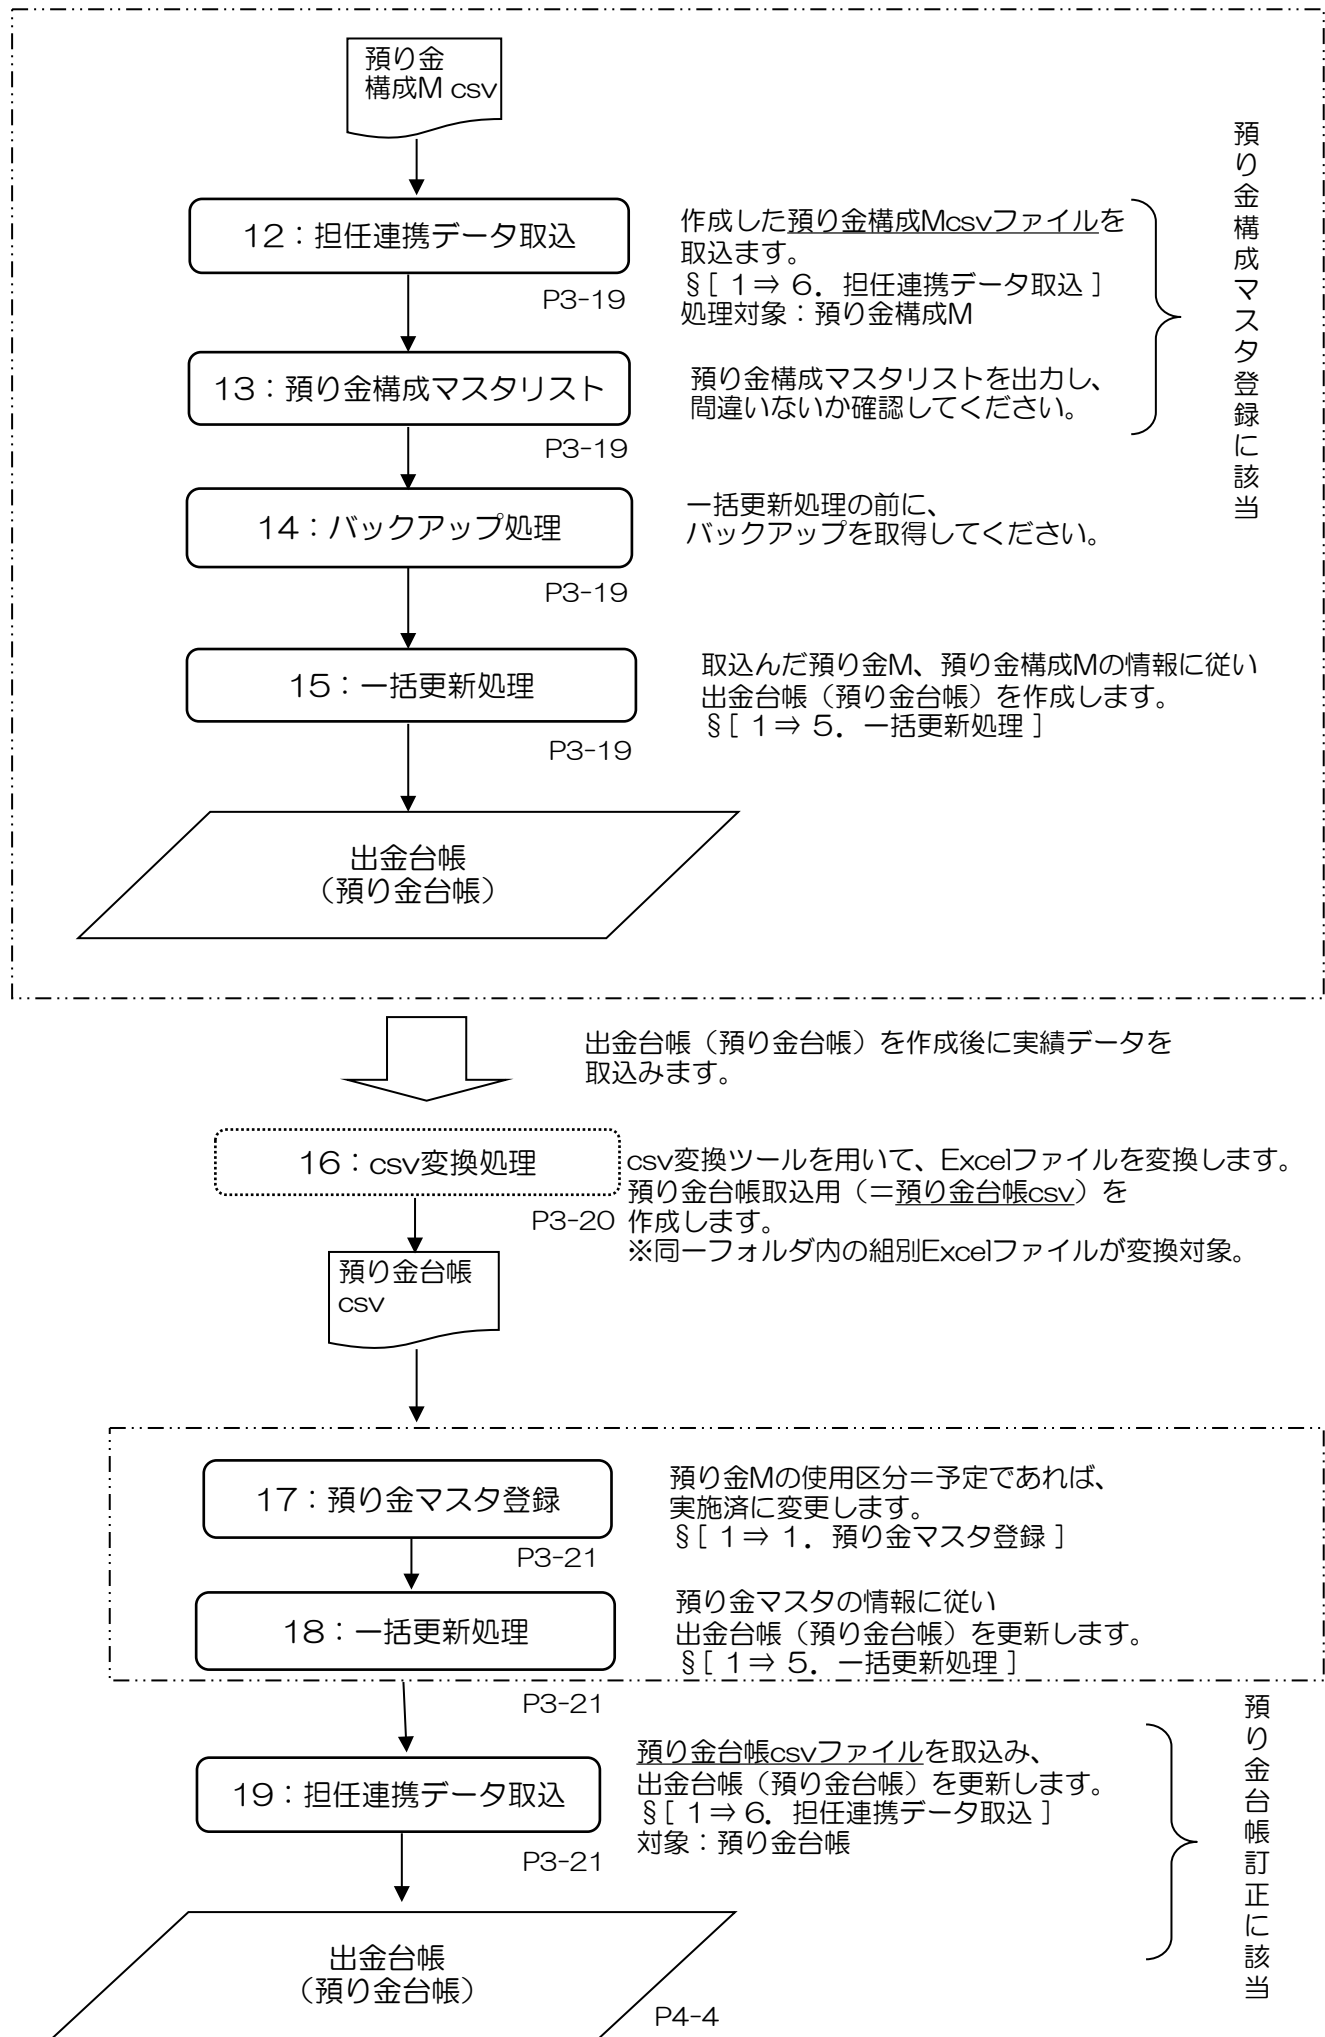 預り金
構成M csv
12：担任連携データ取込
P3-19
作成した預り金構成Mcsvファイルを
取込ます。
§[ 1⇒ 6．担任連携データ取込 ]
処理対象：預り金構成M
13：預り金構成マスタリスト
P3-19
預り金構成マスタリストを出力し、
間違いないか確認してください。
預り金構成マスタ登録に該当
14：バックアップ処理
P3-19
一括更新処理の前に、
バックアップを取得してください。
15：一括更新処理
P3-19
取込んだ預り金M、預り金構成Mの情報に従い
出金台帳（預り金台帳）を作成します。
§[ 1⇒ 5．一括更新処理 ]
出金台帳
（預り金台帳）
出金台帳（預り金台帳）を作成後に実績データを
取込みます。
16：csv変換処理
P3-20
csv変換ツールを用いて、Excelファイルを変換します。
預り金台帳取込用（＝預り金台帳csv）を
作成します。
※同一フォルダ内の組別Excelファイルが変換対象。
預り金台帳
csv
17：預り金マスタ登録
P3-21
預り金Mの使用区分＝予定であれば、
実施済に変更します。
§[ 1⇒ 1．預り金マスタ登録 ]
18：一括更新処理
P3-21
預り金マスタの情報に従い
出金台帳（預り金台帳）を更新します。
§[ 1⇒ 5．一括更新処理 ]
19：担任連携データ取込
P3-21
預り金台帳csvファイルを取込み、
出金台帳（預り金台帳）を更新します。
§[ 1⇒ 6．担任連携データ取込 ]
対象：預り金台帳
預り金台帳訂正に該当
出金台帳
（預り金台帳）
P4-4